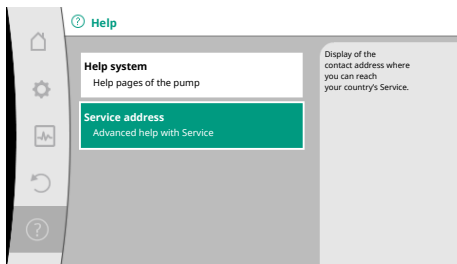 Help
Help system
Help pages of the pump
Service address
Advanced help with Service
Display of the
contact address where
you can reach
your country's Service.